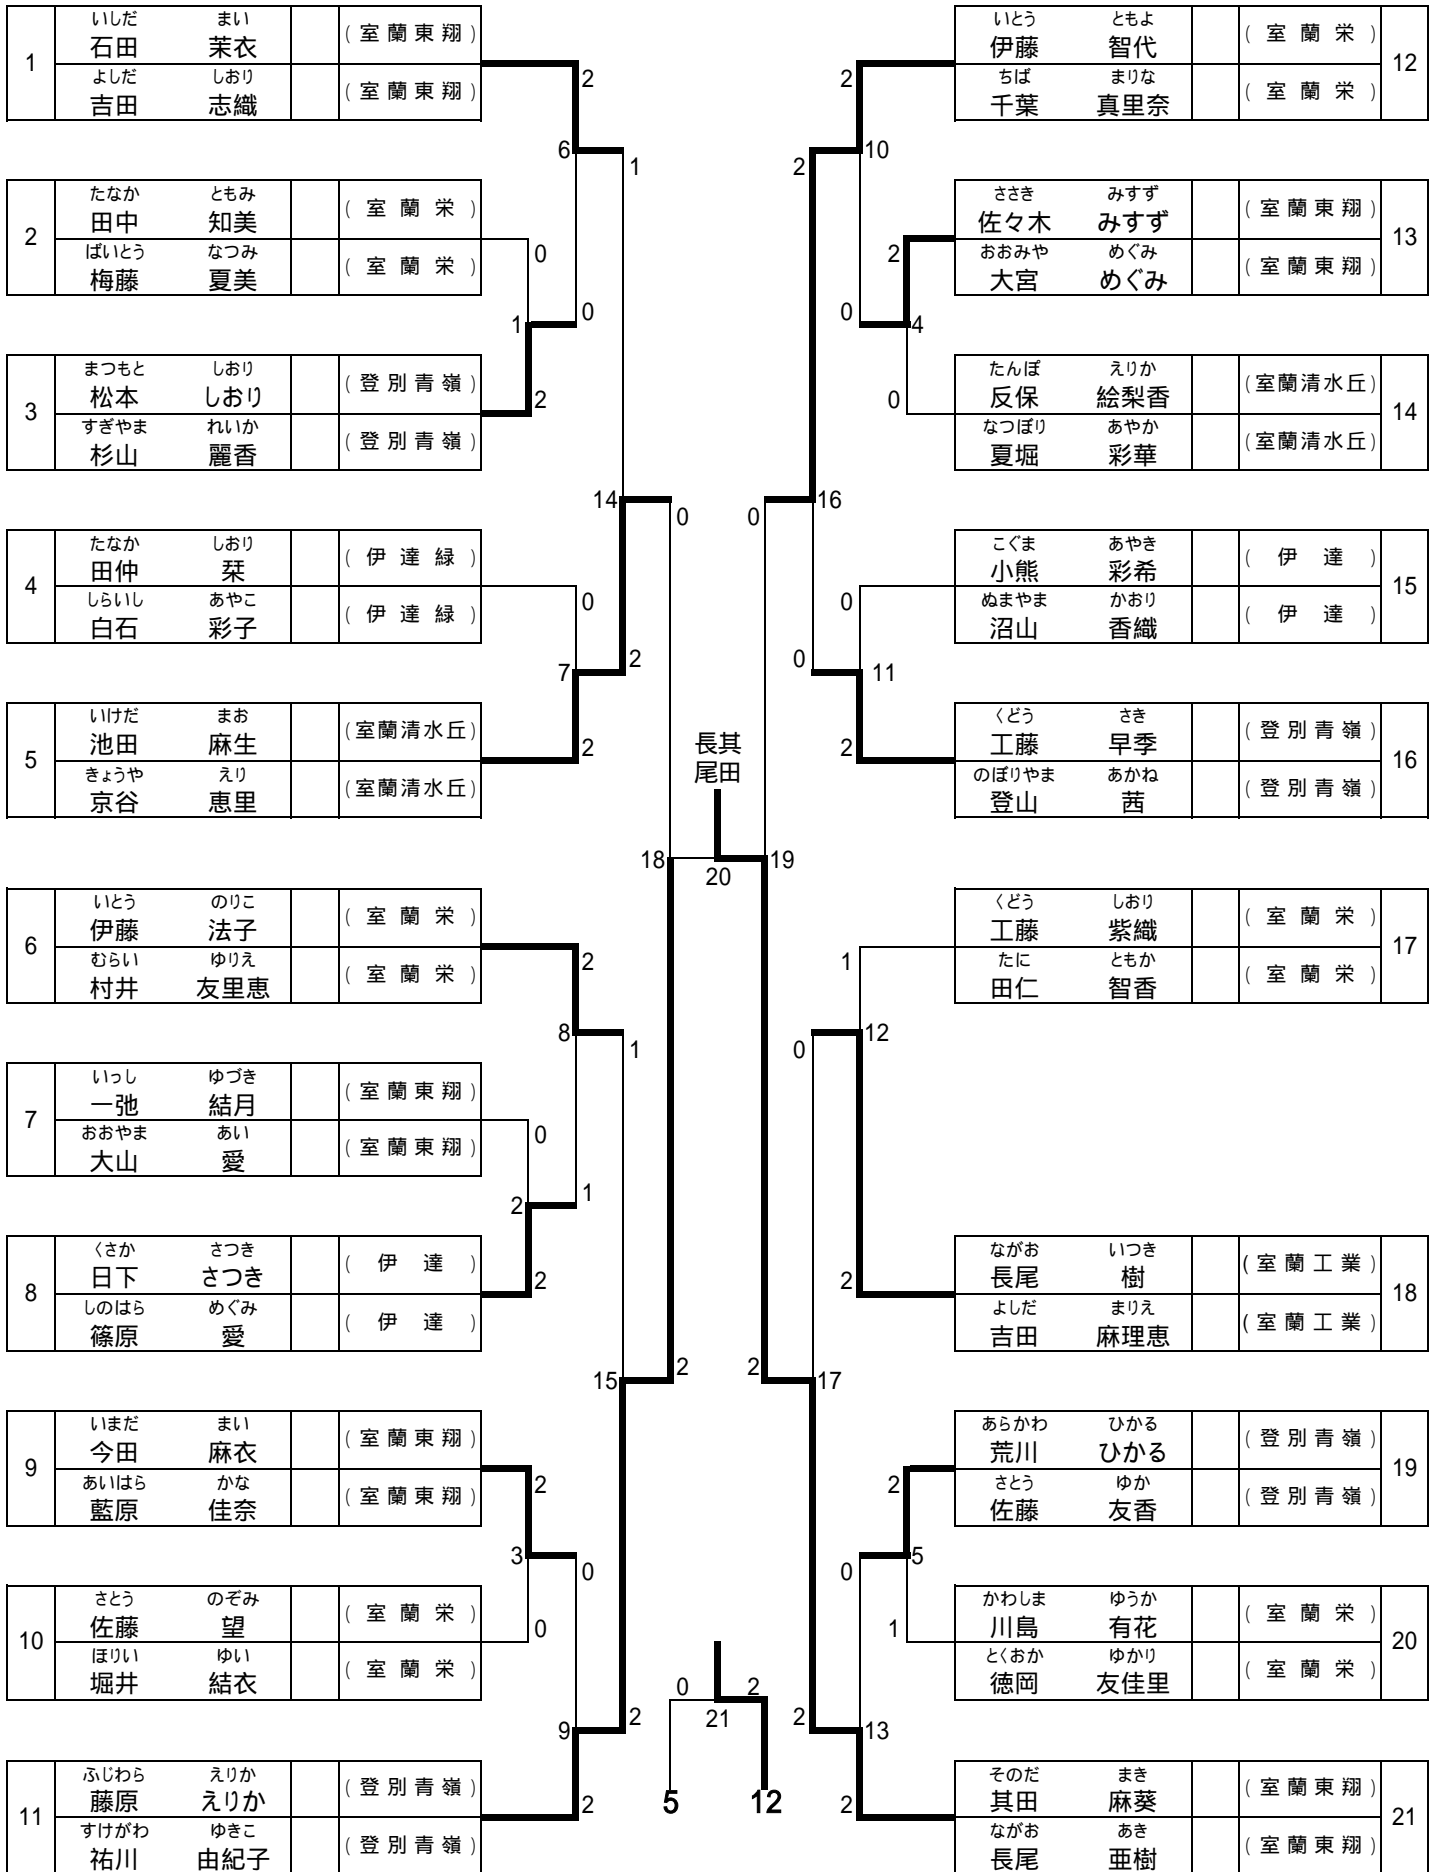 いしだ まい
1 石田 茉衣 (室蘭東翔)
よしだ しおり
吉田 志織 (室蘭東翔)
2
6
1
たなか ともみ
2 田中 知美 (室蘭栄)
ばいとう なつみ
梅藤 夏美 (室蘭栄)
0
1
0
まつもと しおり
3 松本 しおり (登別青嶺)
すぎやま れいか
杉山 麗香 (登別青嶺)
2
14
0
たなか しおり
4 田仲 栞 (伊達緑)
しらいし あやこ
白石 彩子 (伊達緑)
0
7
2
いけだ まお
5 池田 麻生 (室蘭清水丘)
きょうや えり
京谷 恵里 (室蘭清水丘)
2
18
いとう のりこ
6 伊藤 法子 (室蘭栄)
むらい ゆりえ
村井 友里恵 (室蘭栄)
2
8
1
いっし ゆづき
7 一弛 結月 (室蘭東翔)
おおやま あい
大山 愛 (室蘭東翔)
0
2
1
くさか さつき
8 日下 さつき (伊達)
しのはら めぐみ
篠原 愛 (伊達)
2
15
2
いまだ まい
9 今田 麻衣 (室蘭東翔)
あいはら かな
藍原 佳奈 (室蘭東翔)
2
3
0
さとう のぞみ
10 佐藤 望 (室蘭栄)
ほりい ゆい
堀井 結衣 (室蘭栄)
0
9
2
ふじわら えりか
11 藤原 えりか (登別青嶺)
すけがわ ゆきこ
祐川 由紀子 (登別青嶺)
2
長其
尾田
20
0 2
21
5 12
いとう ともよ
伊藤 智代 (室蘭栄) 12
ちば まりな
千葉 真里奈 (室蘭栄)
2
10
2
ささき みすず
佐々木 みすず (室蘭東翔) 13
おおみや めぐみ
大宮 めぐみ (室蘭東翔)
2
0
4
たんぽ えりか
反保 絵梨香 (室蘭清水丘) 14
なつぼり あやか
夏堀 彩華 (室蘭清水丘)
0
16
0
こぐま あやき
小熊 彩希 (伊達) 15
ぬまやま かおり
沼山 香織 (伊達)
0
0
11
くどう さき
工藤 早季 (登別青嶺) 16
のぼりやま あかね
登山 茜 (登別青嶺)
2
19
くどう しおり
工藤 紫織 (室蘭栄) 17
たに ともか
田仁 智香 (室蘭栄)
1
12
0
ながお いつき
長尾 樹 (室蘭工業) 18
よしだ まりえ
吉田 麻理恵 (室蘭工業)
2
2
17
あらかわ ひかる
荒川 ひかる (登別青嶺) 19
さとう ゆか
佐藤 友香 (登別青嶺)
2
0
5
かわしま ゆうか
川島 有花 (室蘭栄) 20
とくおか ゆかり
徳岡 友佳里 (室蘭栄)
1
2
13
そのだ まき
其田 麻葵 (室蘭東翔) 21
ながお あき
長尾 亜樹 (室蘭東翔)
2